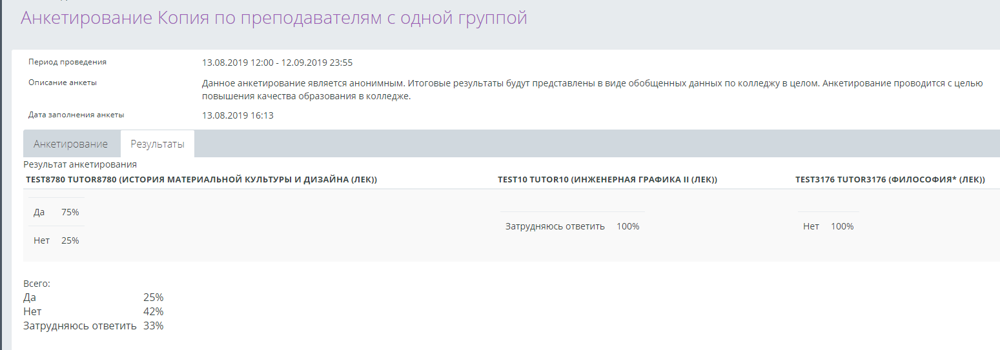 Анкетирование Копия по преподавателям с одной группой
Период проведения 13.08.2019 12:00 - 12.09.2019 23:55
Описание анкеты Данное анкетирование является анонимным. Итоговые результаты будут представлены в виде обобщенных данных по колледжу в целом. Анкетирование проводится с целью
повышения качества образования в колледже.
Дата заполнения анкеты 13.08.2019 16:13
Анкетирование Результаты
Результат анкетирования
TEST8780 TUTOR8780 (ИСТОРИЯ МАТЕРИАЛЬНОЙ КУЛЬТУРЫ И ДИЗАЙНА (ЛЕК)) TEST10 TUTOR10 (ИНЖЕНЕРНАЯ ГРАФИКА II (ЛЕК)) TEST3176 TUTOR3176 (ФИЛОСОФИЯ* (ЛЕК))
Да 75%
Затрудняюсь ответить 100% Нет 100%
Нет 25%
Всего:
Да 25%
Нет 42%
Затрудняюсь ответить 33%